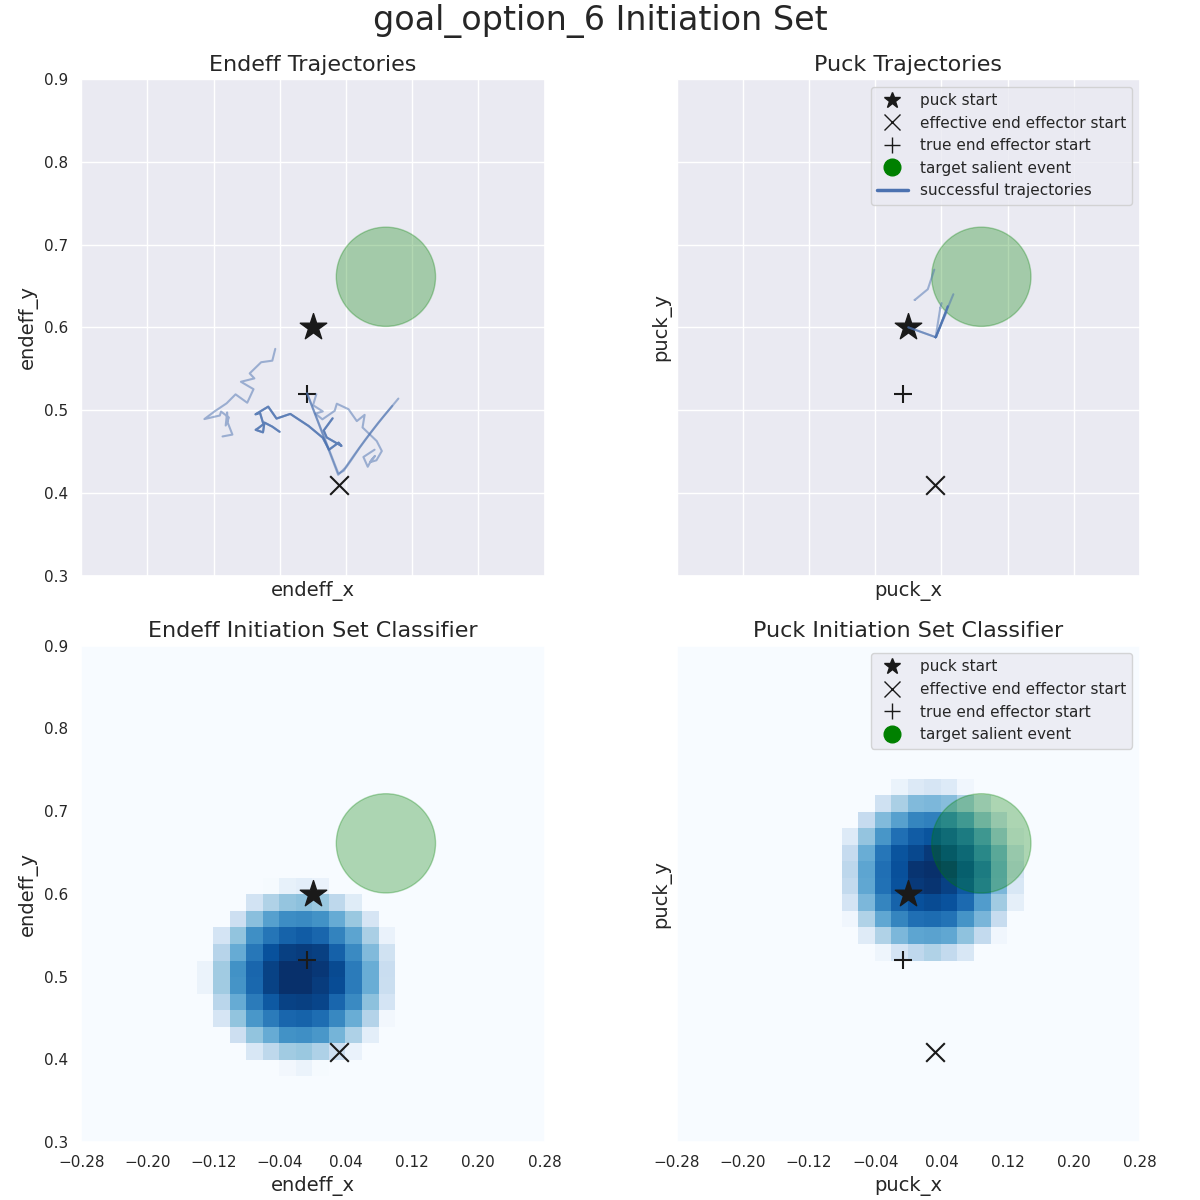 goal_option_6 Initiation Set
Endeff Trajectories
endeff_y
0.9
0.8
0.7
0.6
0.5
0.4
0.3
endeff_x
Puck Trajectories
puck start
effective end effector start
true end effector start
target salient event
successful trajectories
puck_y
puck_x
Endeff Initiation Set Classifier
endeff_y
0.9
0.8
0.7
0.6
0.5
0.4
0.3
−0.28 −0.20 −0.12 −0.04 0.04 0.12 0.20 0.28
endeff_x
Puck Initiation Set Classifier
puck start
effective end effector start
true end effector start
target salient event
puck_y
−0.28 −0.20 −0.12 −0.04 0.04 0.12 0.20 0.28
puck_x